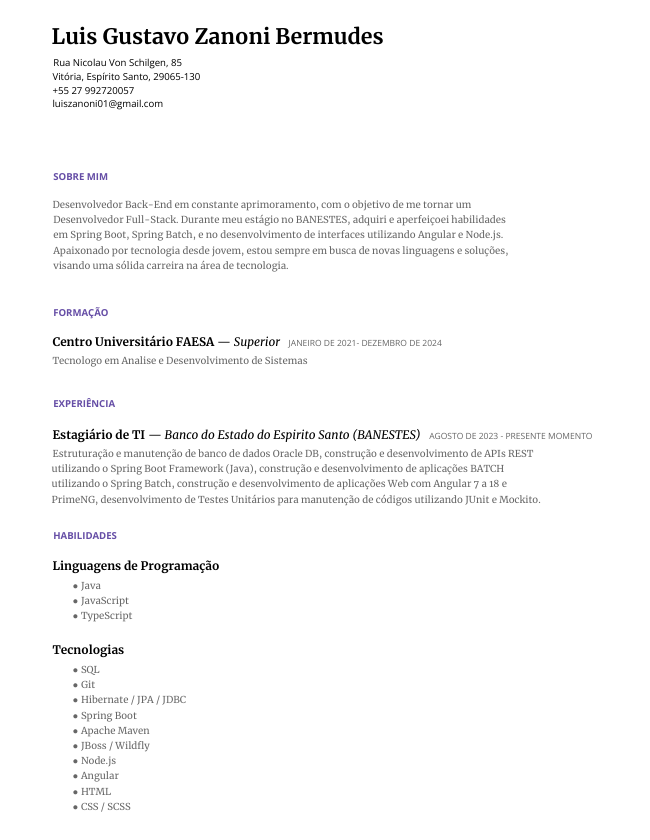 Luis Gustavo Zanoni Bermudes
Rua Nicolau Von Schilgen, 85
Vitória, Espírito Santo, 29065-130
+55 27 992720057
luiszanoni01@gmail.com
SOBRE MIM
Desenvolvedor Back-End em constante aprimoramento, com o objetivo de me tornar um
Desenvolvedor Full-Stack. Durante meu estágio no BANESTES, adquiri e aperfeiçoei habilidades
em Spring Boot, Spring Batch, e no desenvolvimento de interfaces utilizando Angular e Node.js.
Apaixonado por tecnologia desde jovem, estou sempre em busca de novas linguagens e soluções,
visando uma sólida carreira na área de tecnologia.
FORMAÇÃO
Centro Universitário FAESA — Superior JANEIRO DE 2021- DEZEMBRO DE 2024
Tecnologo em Analise e Desenvolvimento de Sistemas
EXPERIÊNCIA
Estagiário de TI — Banco do Estado do Espirito Santo (BANESTES) AGOSTO DE 2023 - PRESENTE MOMENTO
Estruturação e manutenção de banco de dados Oracle DB, construção e desenvolvimento de APIs REST
utilizando o Spring Boot Framework (Java), construção e desenvolvimento de aplicações BATCH
utilizando o Spring Batch, construção e desenvolvimento de aplicações Web com Angular 7 a 18 e
PrimeNG, desenvolvimento de Testes Unitários para manutenção de códigos utilizando JUnit e Mockito.
HABILIDADES
Linguagens de Programação
● Java
● JavaScript
● TypeScript
Tecnologias
● SQL
● Git
● Hibernate / JPA / JDBC
● Spring Boot
● Apache Maven
● JBoss / Wildfly
● Node.js
● Angular
● HTML
● CSS / SCSS